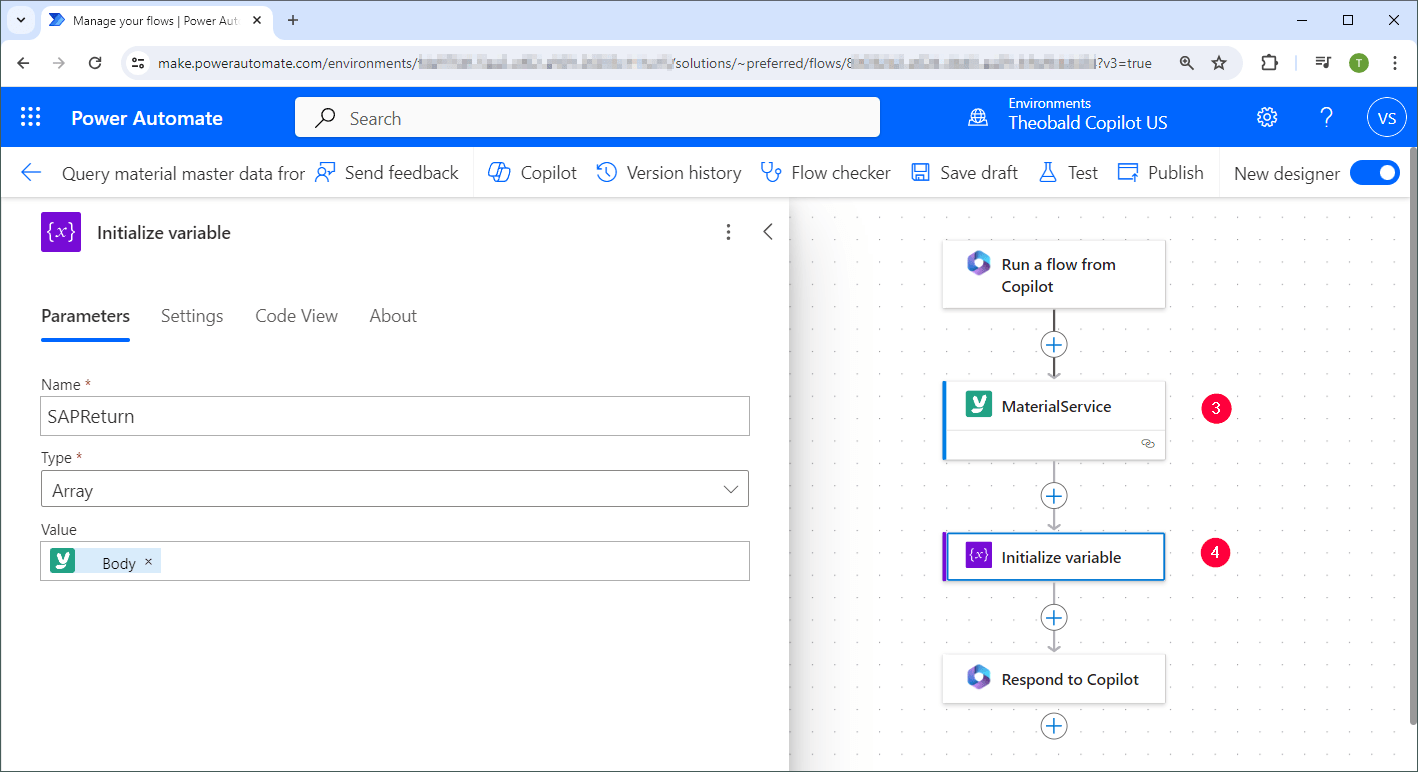 Manage your flows | Power Aut
make.powerautomate.com/environments/ /solutions/~preferred/flows/8 ?v3=true
T
Power Automate
Search
Environments
Theobald Copilot US
?
VS
Query material master data fror
Send feedback
Copilot
Version history
Flow checker
Save draft
Test
Publish
New designer
{x} Initialize variable
Parameters Settings Code View About
Name *
SAPReturn
Type *
Array
Value
y Body ×
Run a flow from
Copilot
y MaterialService 3
{x} Initialize variable 4
Respond to Copilot